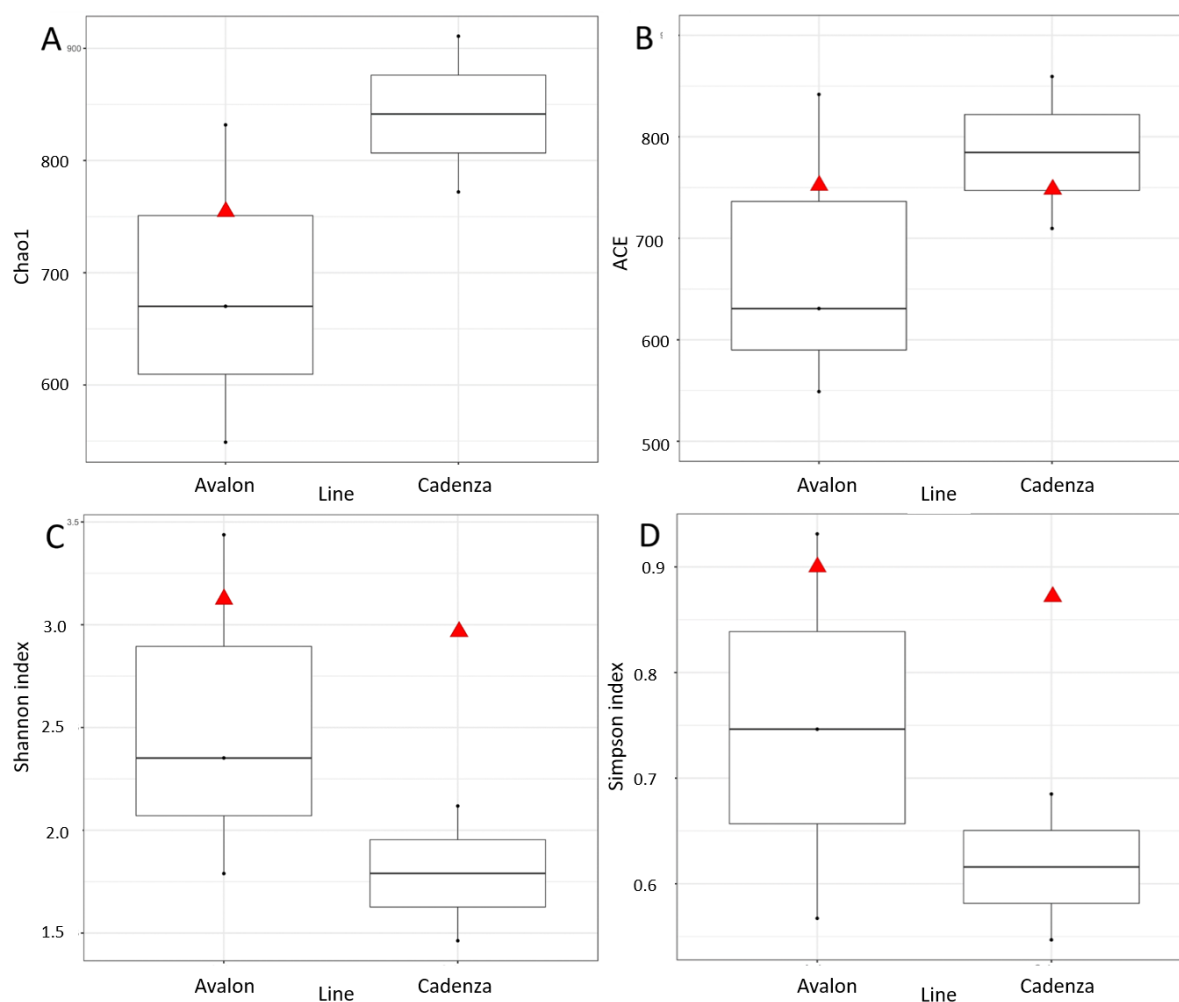 A
900
800
700
600
Chao1
Avalon
Line
Cadenza
B
800
700
600
500
ACE
Avalon
Line
Cadenza
C
3.5
3.0
2.5
2.0
1.5
Shannon index
Avalon
Line
Cadenza
D
0.9
0.8
0.7
0.6
Simpson index
Avalon
Line
Cadenza